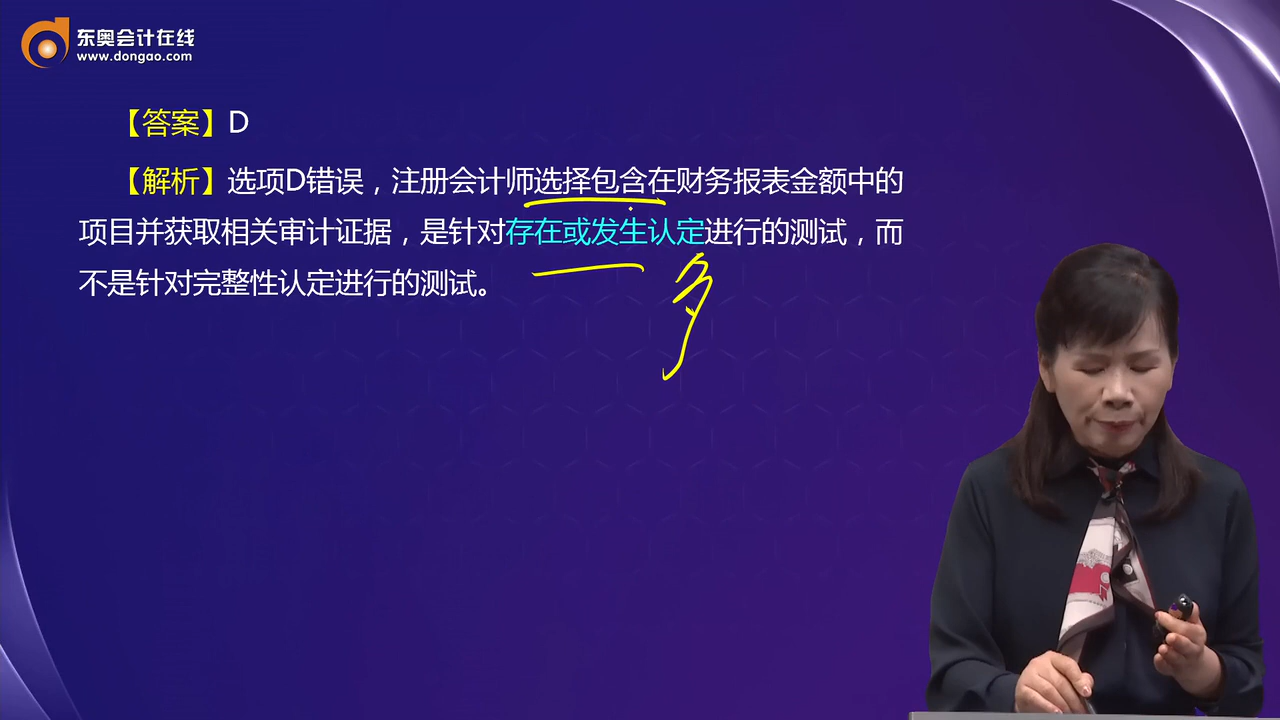 东奥会计在线
www.dongao.com
【答案】D
【解析】选项D错误，注册会计师选择包含在财务报表金额中的
项目并获取相关审计证据，是针对存在或发生认定进行的测试，而
不是针对完整性认定进行的测试。
多